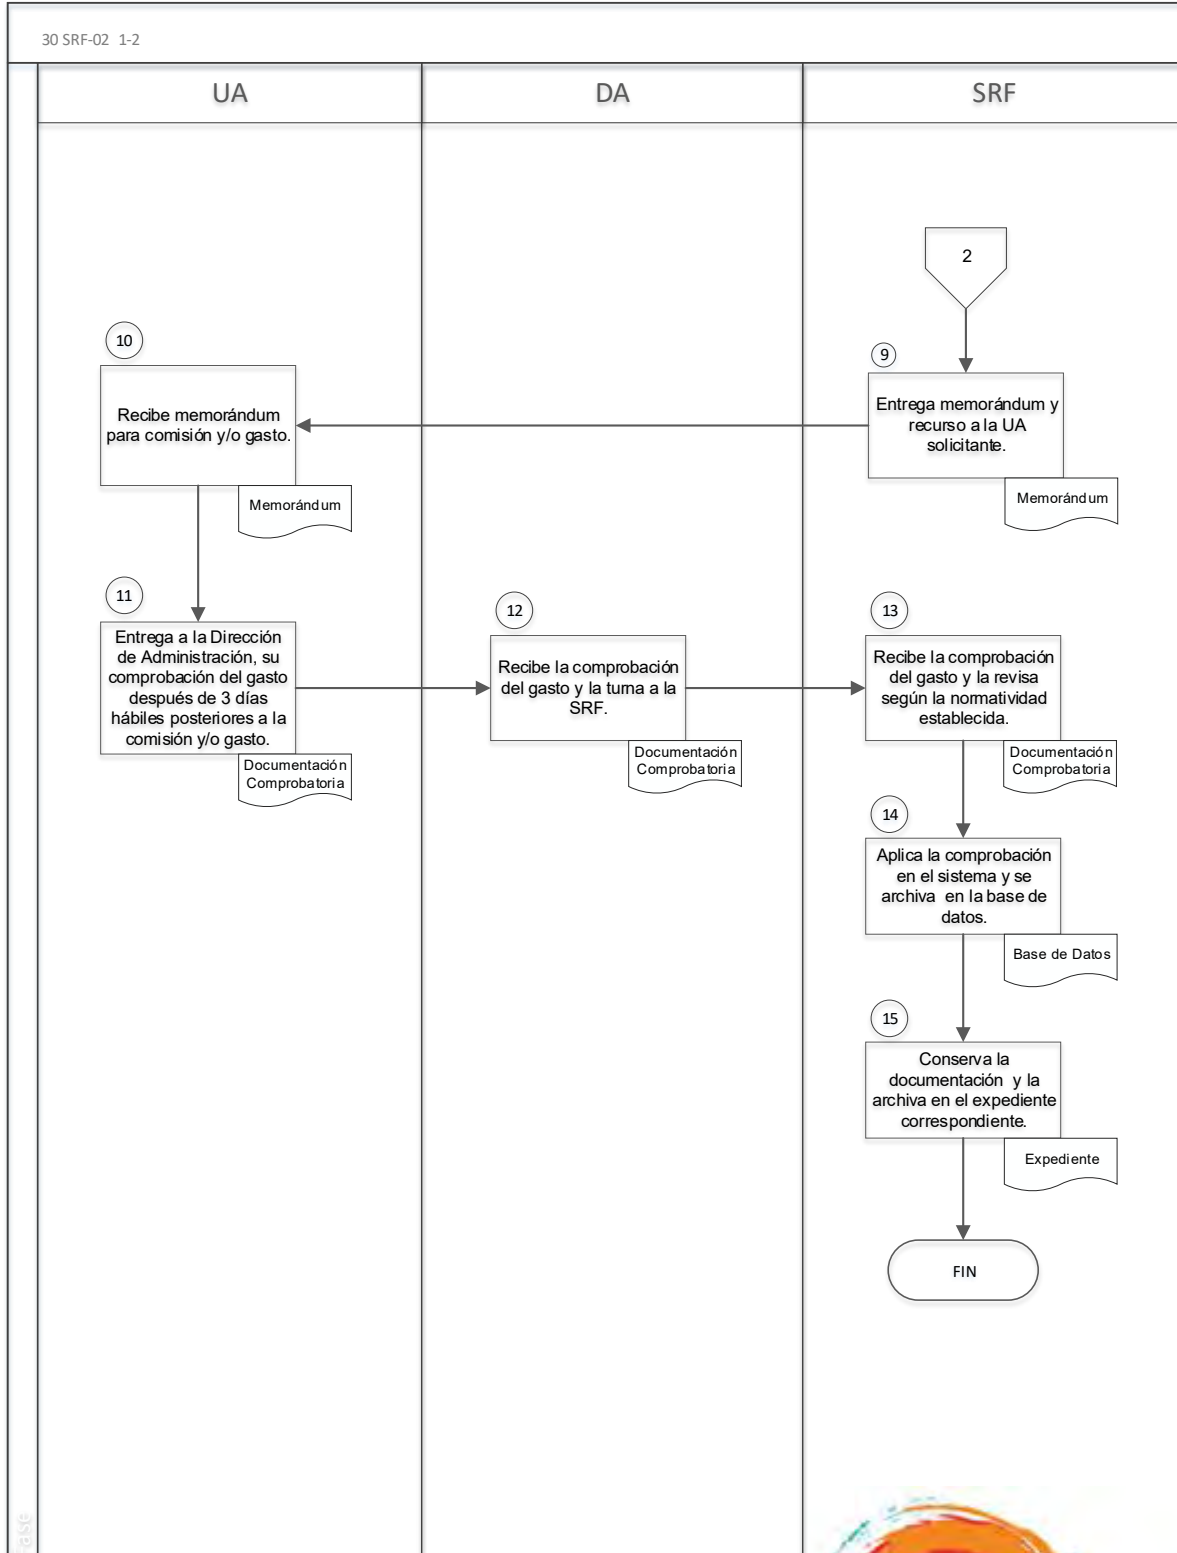 30 SRF-02 1-2
UA
DA
SRF
2
9
Entrega memorándum y
recurso a la UA
solicitante.
Memorándum
10
Recibe memorándum
para comisión y/o gasto.
Memorándum
11
Entrega a la Dirección
de Administración, su
comprobación del gasto
después de 3 días
hábiles posteriores a la
comisión y/o gasto.
Documentación
Comprobatoria
12
Recibe la comprobación
del gasto y la turna a la
SRF.
Documentación
Comprobatoria
13
Recibe la comprobación
del gasto y la revisa
según la normatividad
establecida.
Documentación
Comprobatoria
14
Aplica la comprobación
en el sistema y se
archiva en la base de
datos.
Base de Datos
15
Conserva la
documentación y la
archiva en el expediente
correspondiente.
Expediente
FIN